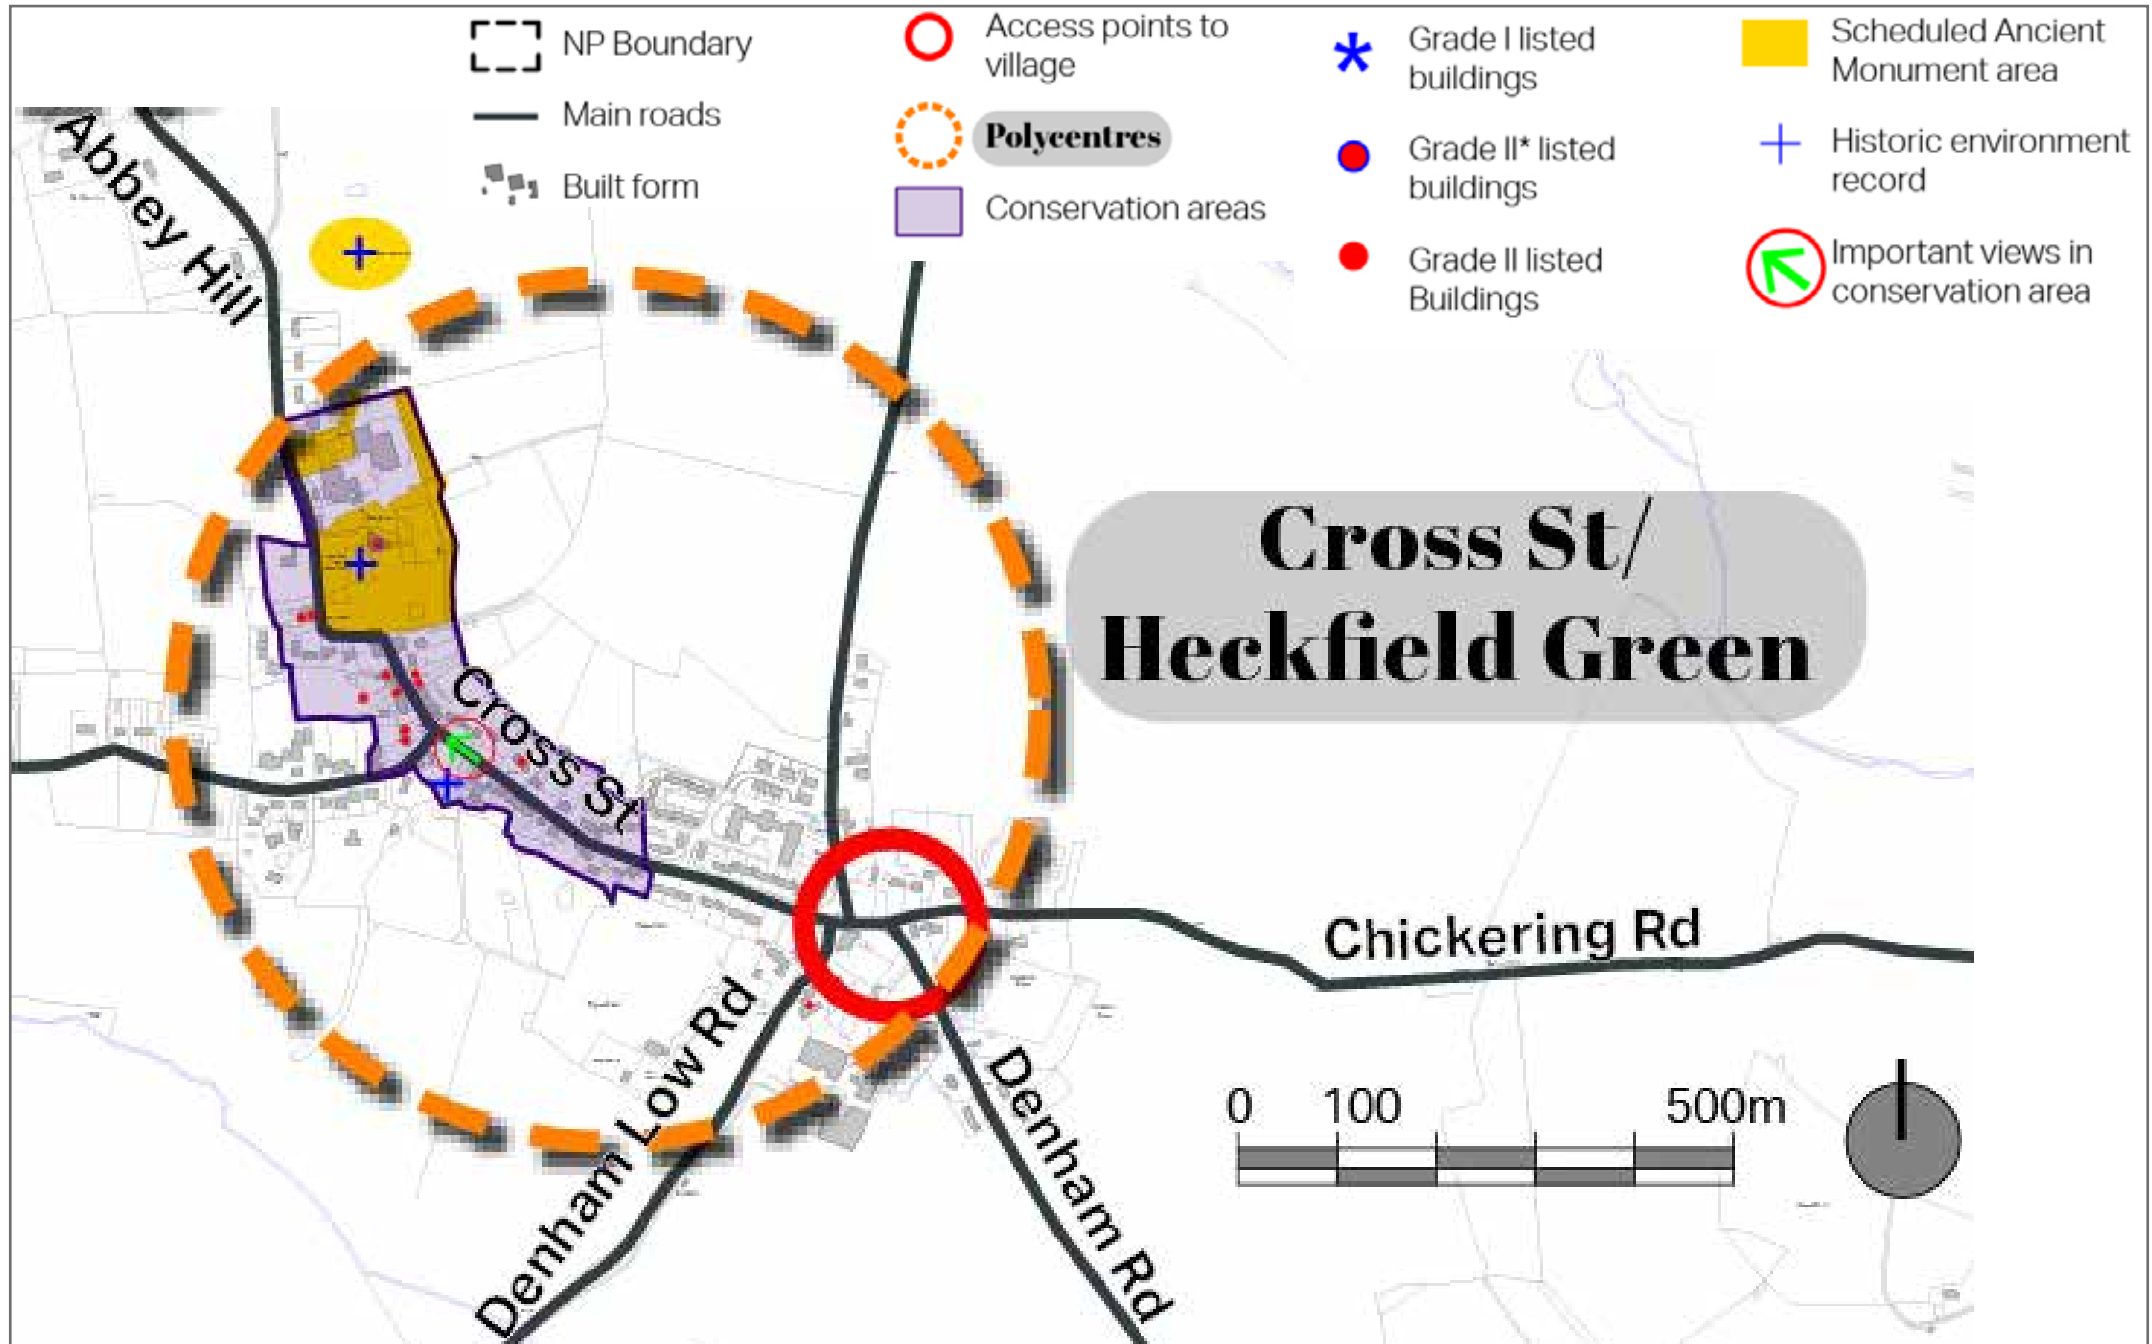 NP Boundary
Main roads
Built form
Access points to
village
Polycentres
Conservation areas
Grade I listed
buildings
Grade II* listed
buildings
Grade II listed
Buildings
Scheduled Ancient
Monument area
Historic environment
record
Important views in
conservation area
Abbey Hill
Cross St/
Heckfield Green
Cross St
Chickering Rd
Denham Low Rd
Denham Rd
0 100 500m